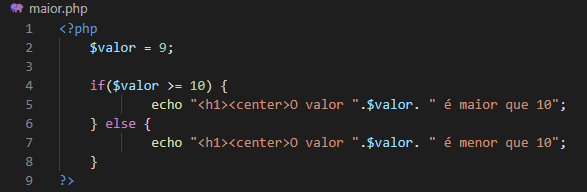 maior.php
1 <?php
2 $valor = 9;
3
4 if($valor >= 10) {
5 echo "<h1><center>O valor ".$valor. " é maior que 10";
6 } else {
7 echo "<h1><center>O valor ".$valor. " é menor que 10";
8 }
9 ?>